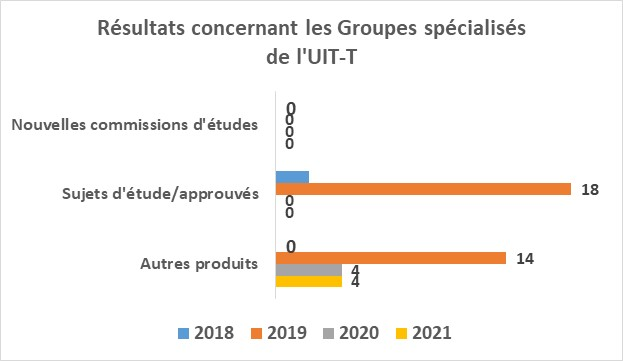 Résultats concernant les Groupes spécialisés
de l'UIT-T
Nouvelles commissions d'études
0
0
0
0
Sujets d'étude/approuvés
18
0
0
Autres produits
0
14
4
4
2018 2019 2020 2021